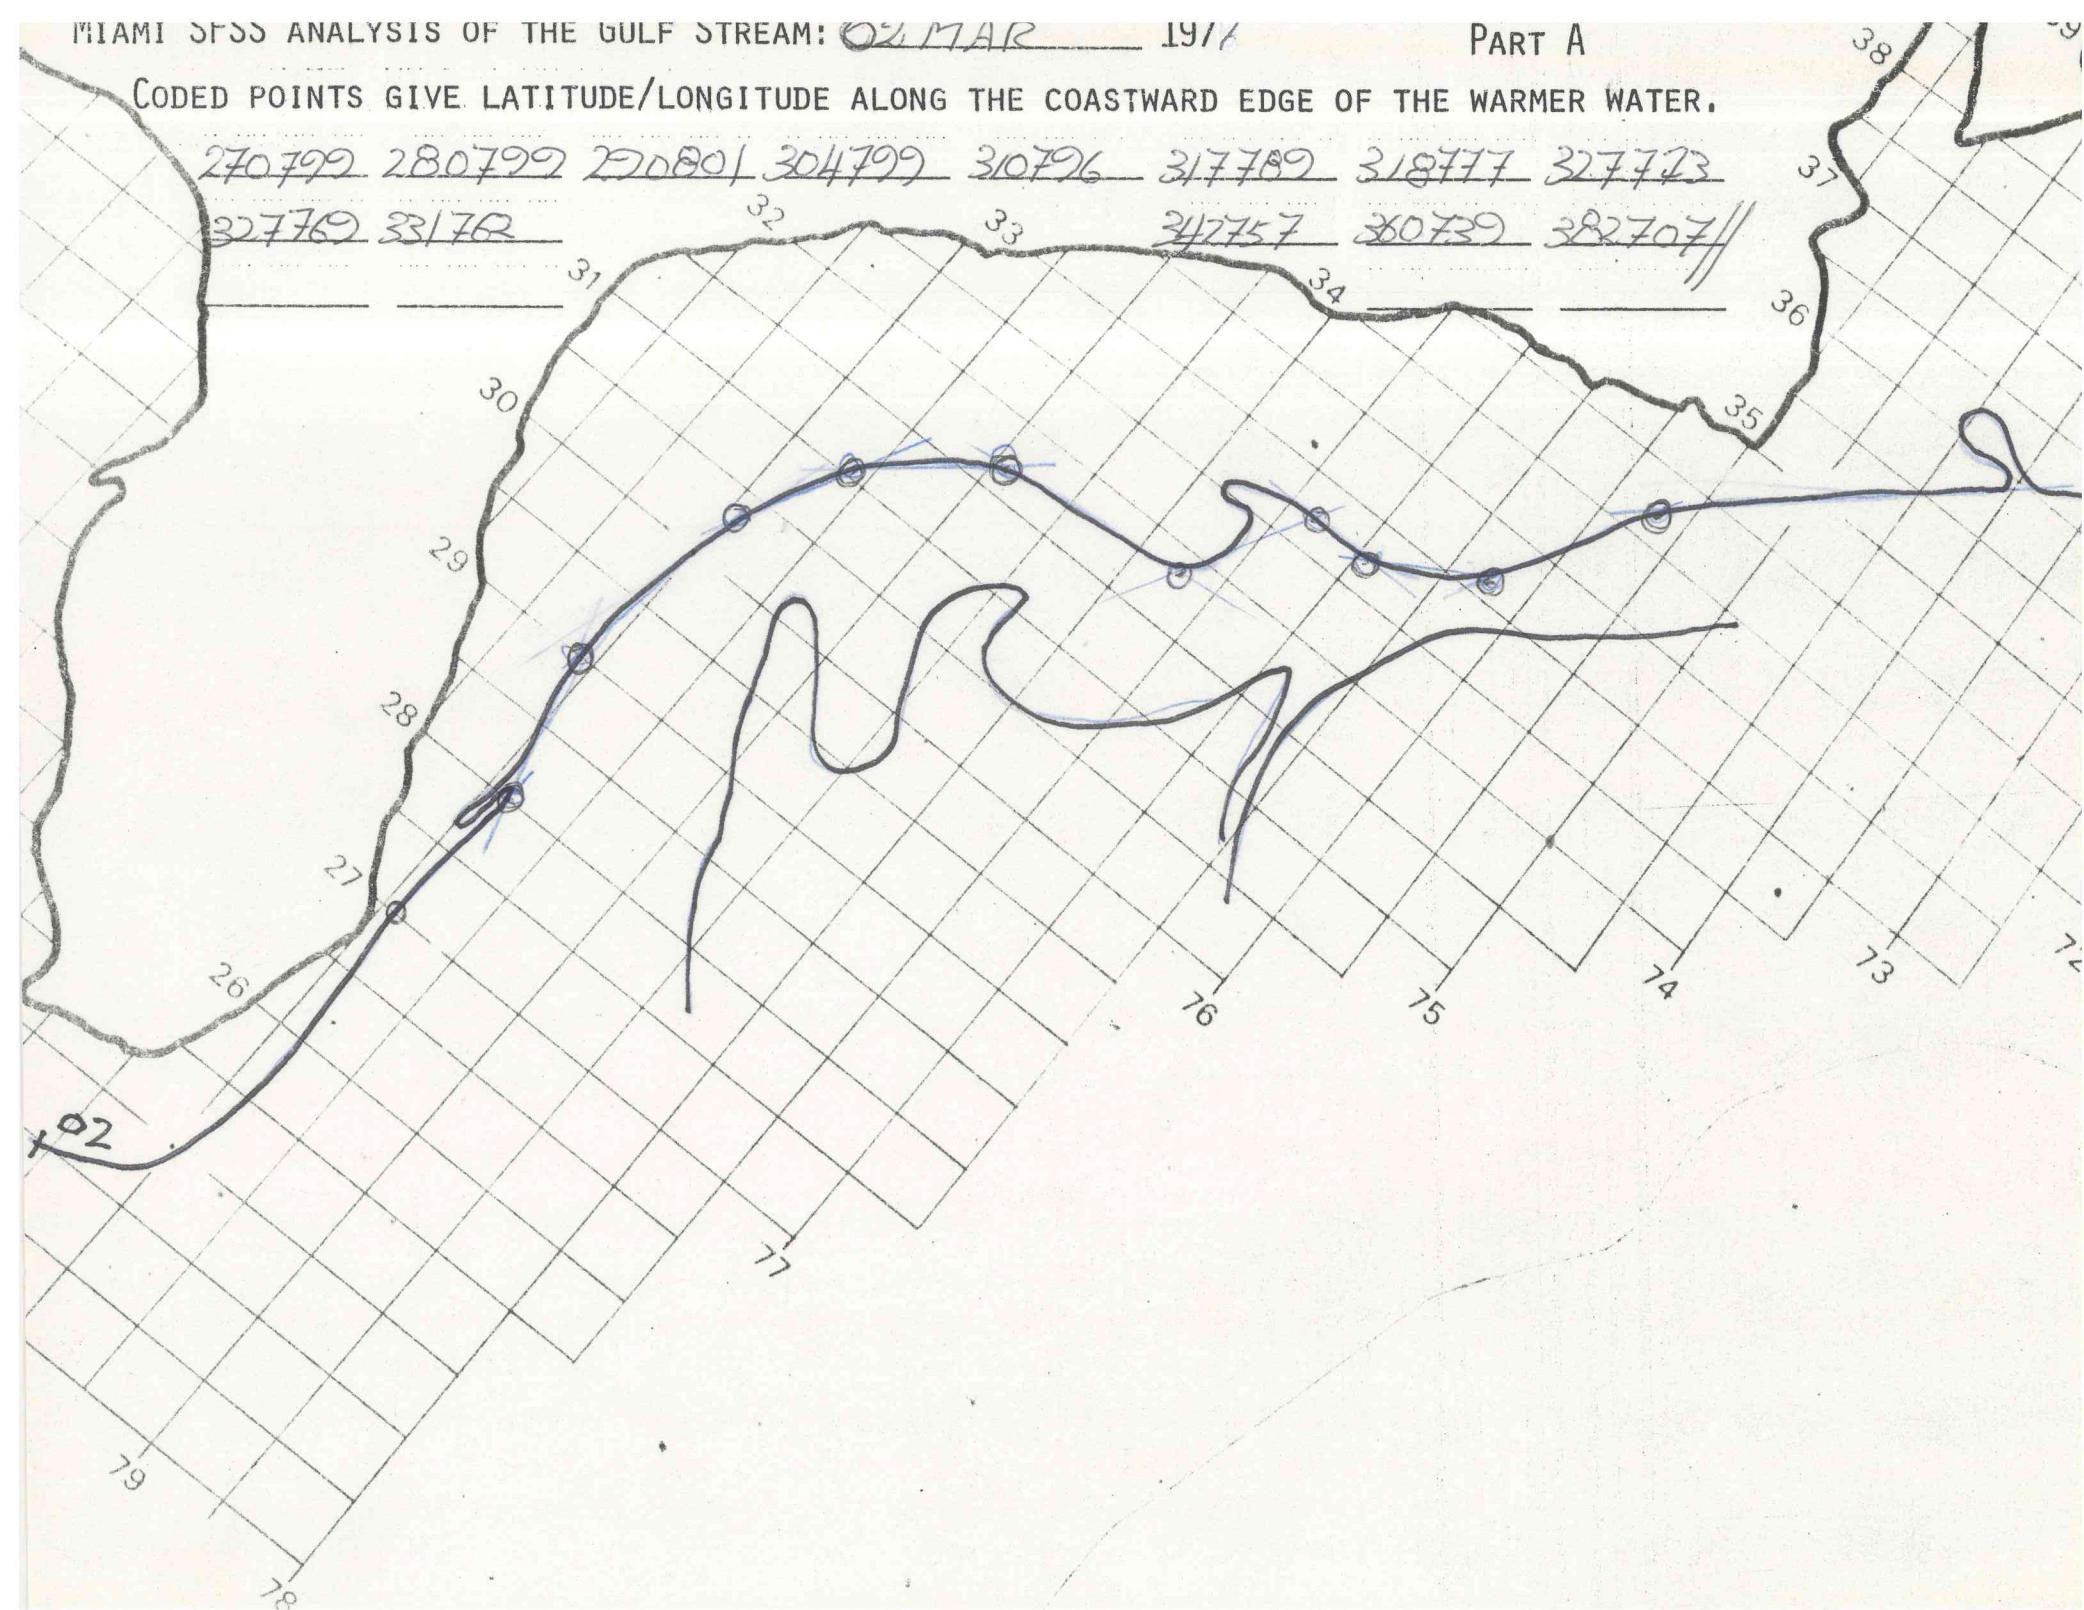 MIAMI SFSS ANALYSIS OF THE GULF STREAM: 02 MAR 197 PART A
CODED POINTS GIVE LATITUDE/LONGITUDE ALONG THE COASTWARD EDGE OF THE WARMER WATER.
270799 280799 290801 304799 310796 317789 318777 327773
327769 331762 342757 360739 382707//
38
37
36
32 33
31 34
30 35
29
28
27
26
02
76 75 74 73 72
77
79
78